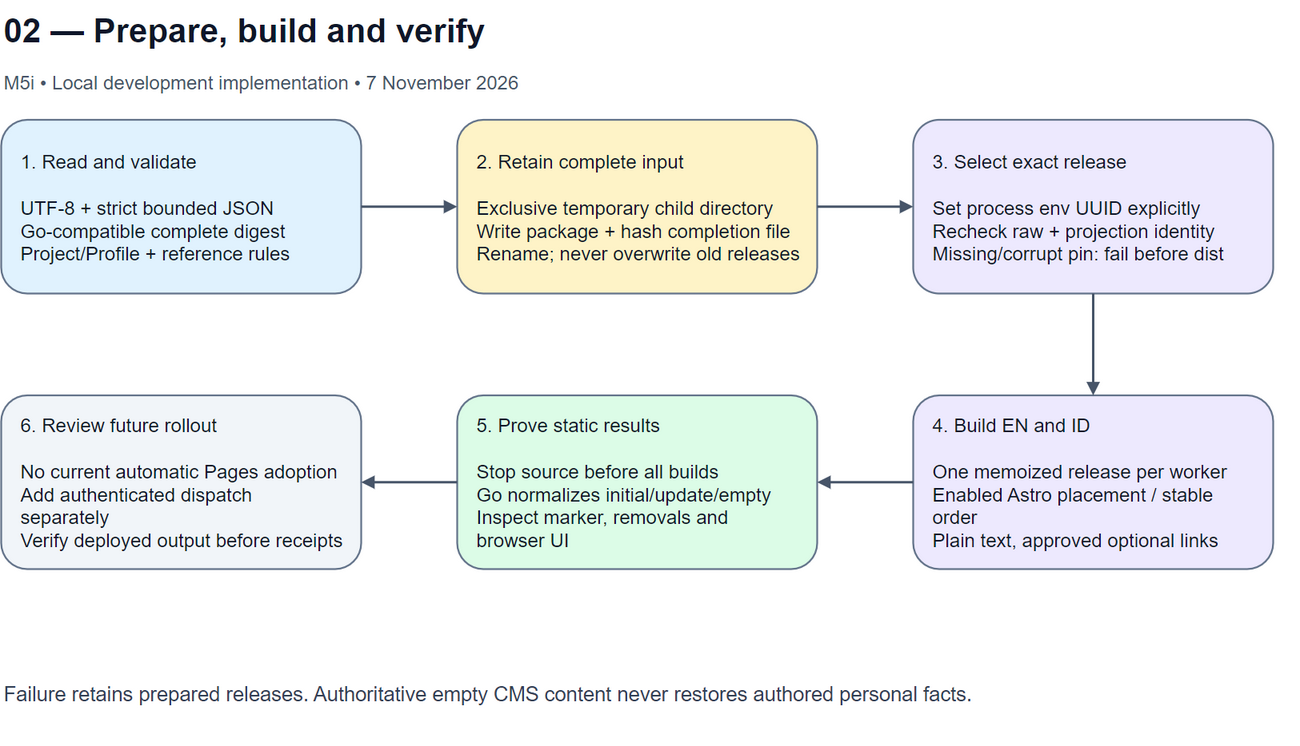 02 — Prepare, build and verify
M5i • Local development implementation • 7 November 2026
1. Read and validate
UTF-8 + strict bounded JSON
Go-compatible complete digest
Project/Profile + reference rules
2. Retain complete input
Exclusive temporary child directory
Write package + hash completion file
Rename; never overwrite old releases
3. Select exact release
Set process env UUID explicitly
Recheck raw + projection identity
Missing/corrupt pin: fail before dist
4. Build EN and ID
One memoized release per worker
Enabled Astro placement / stable
order
Plain text, approved optional links
5. Prove static results
Stop source before all builds
Go normalizes initial/update/empty
Inspect marker, removals and
browser UI
6. Review future rollout
No current automatic Pages adoption
Add authenticated dispatch
separately
Verify deployed output before receipts
Failure retains prepared releases. Authoritative empty CMS content never restores authored personal facts.